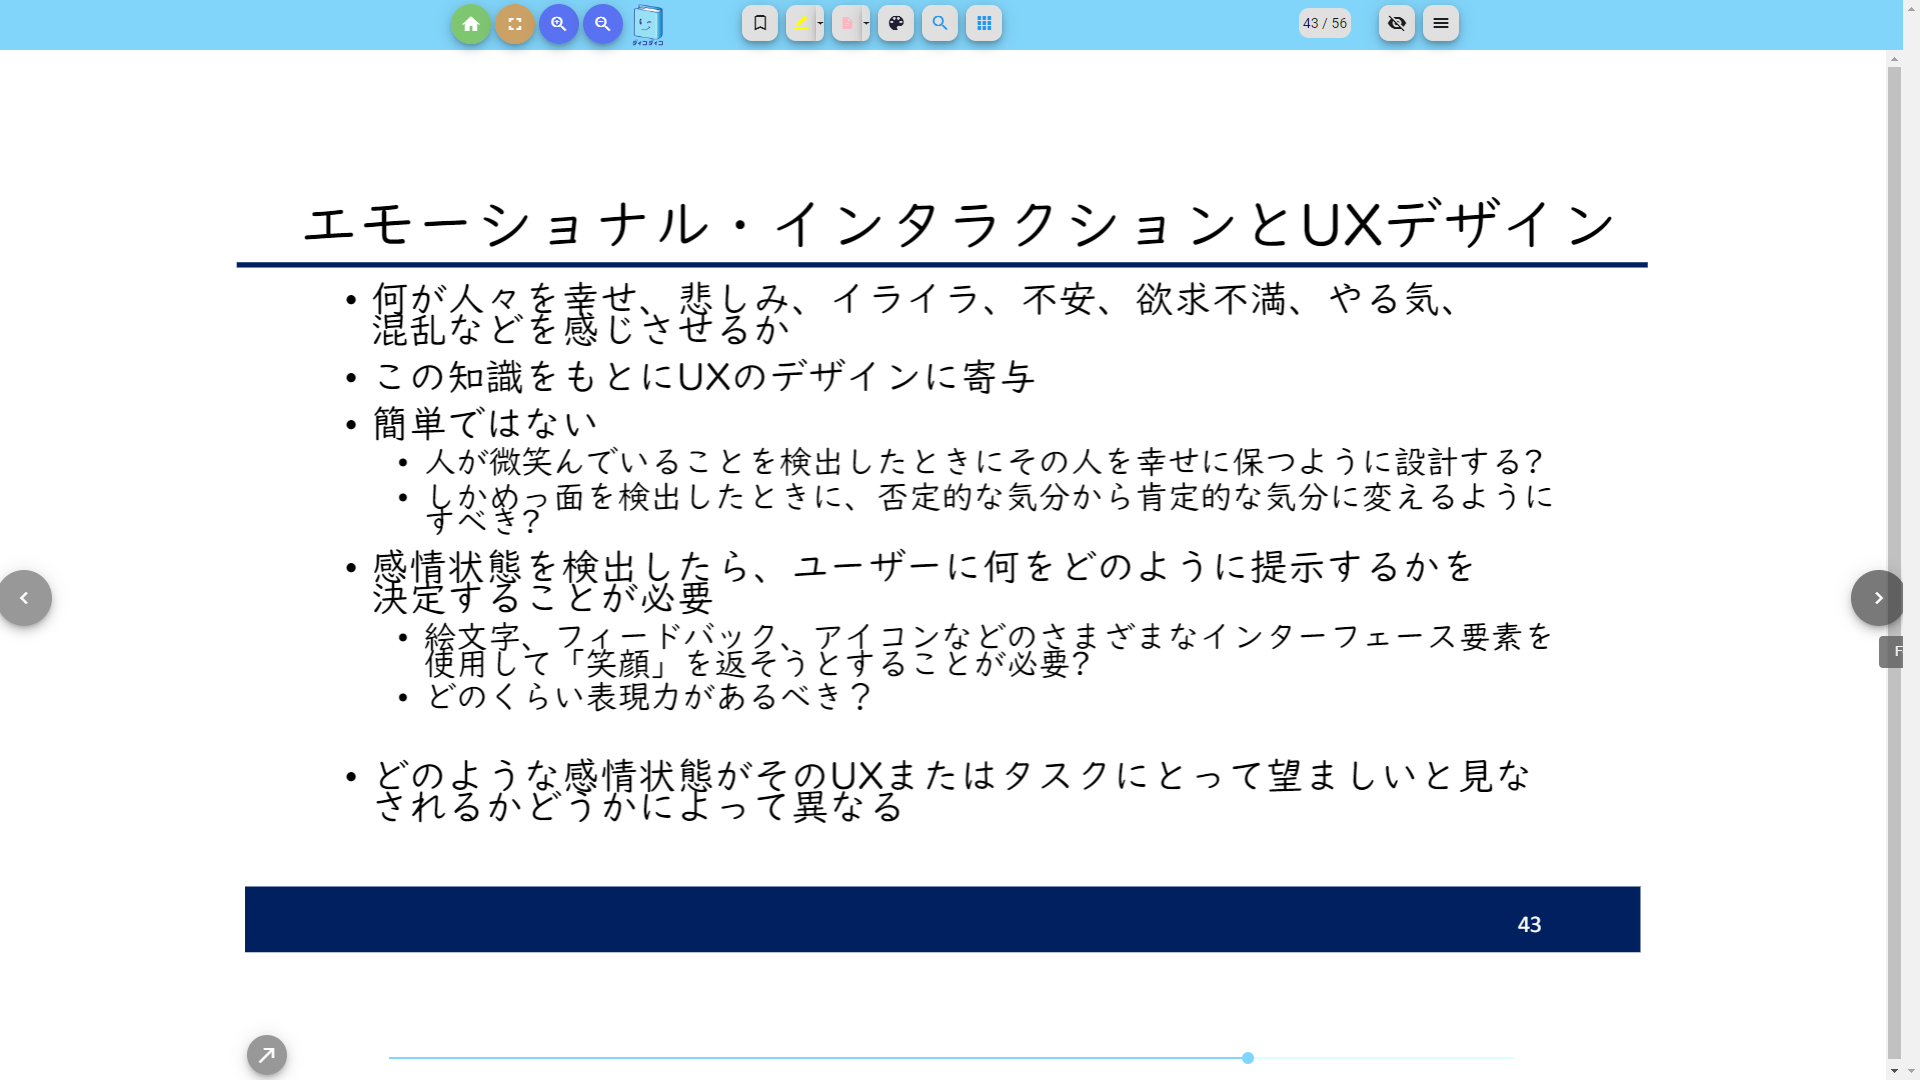 ダイコダイコ
43 / 56
エモーショナル・インタラクションとUXデザイン
• 何が人々を幸せ、悲しみ、イライラ、不安、欲求不満、やる気、
混乱などを感じさせるか
• この知識をもとにUXのデザインに寄与
• 簡単ではない
• 人が微笑んでいることを検出したときにその人を幸せに保つように設計する?
• しかめっ面を検出したときに、否定的な気分から肯定的な気分に変えるように
すべき?
• 感情状態を検出したら、ユーザーに何をどのように提示するかを
決定することが必要
• 絵文字、フィードバック、アイコンなどのさまざまなインターフェース要素を
使用して「笑顔」を返そうとすることが必要?
• どのくらい表現力があるべき？
• どのような感情状態がそのUXまたはタスクにとって望ましいと見な
されるかどうかによって異なる
F
43